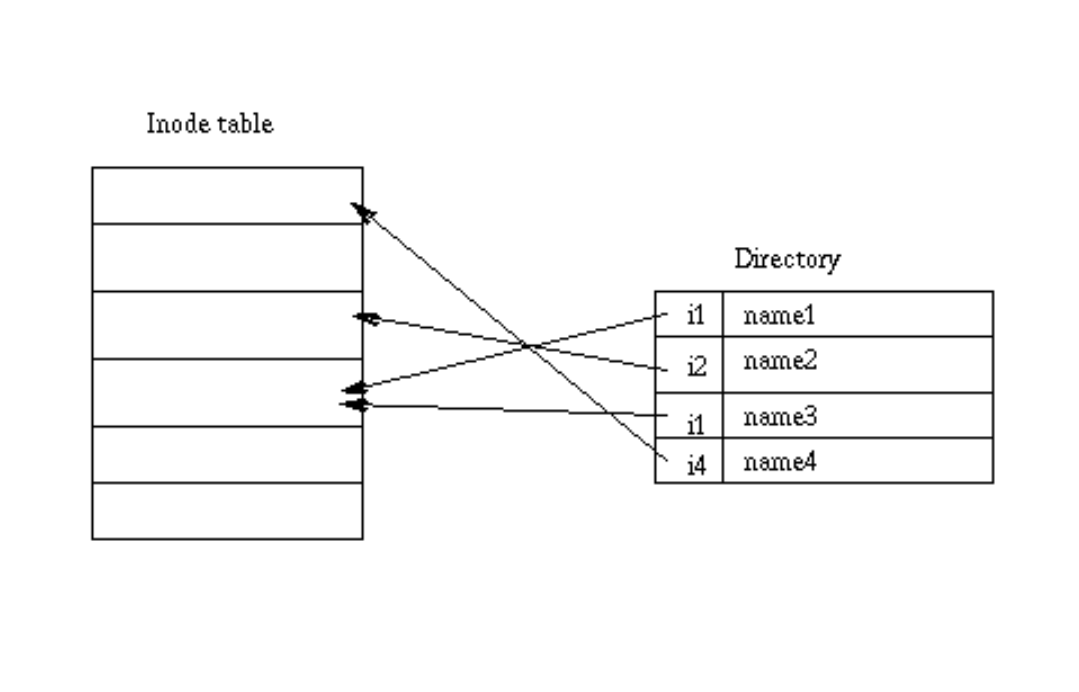 Inode table
Directory
i1 name1
i2 name2
i1 name3
i4 name4